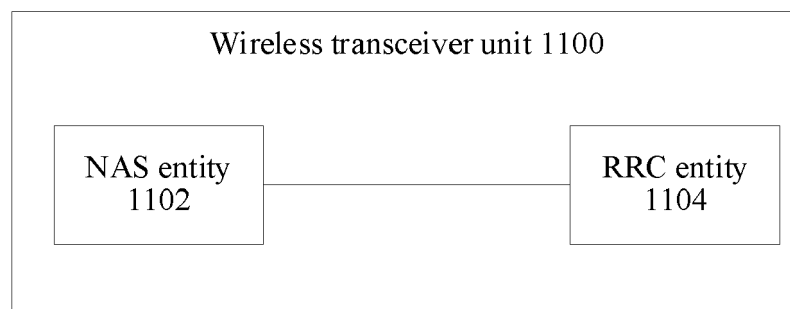 Wireless transceiver unit 1100
NAS entity
1102
RRC entity
1104